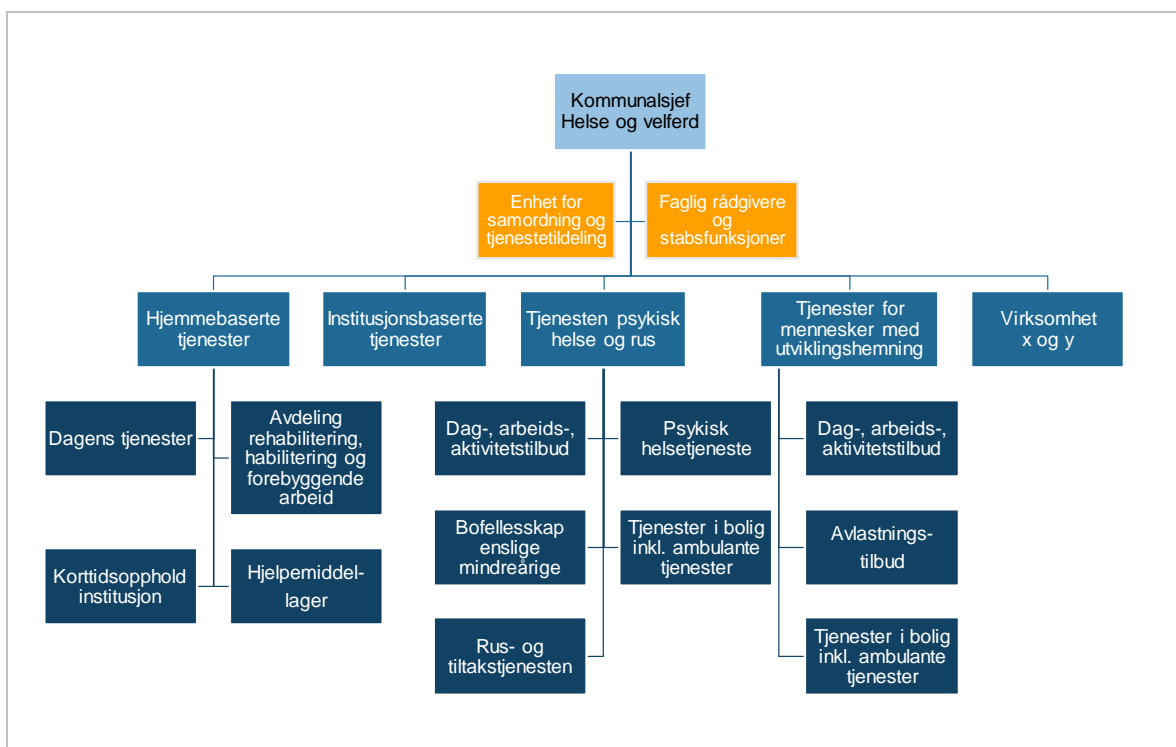 Kommunalsjef
Helse og velferd
Enhet for
samordning og
tjenestetildeling
Faglig rådgivere
og
stabsfunksjoner
Hjemmebaserte
tjenester
Institusjonsbaserte
tjenester
Tjenesten psykisk
helse og rus
Tjenester for
mennesker med
utviklingshemning
Virksomhet
x og y
Dagens tjenester
Avdeling
rehabilitering,
habilitering og
forebyggende
arbeid
Korttidsopphold
institusjon
Hjelpemiddel-
lager
Dag-, arbeids-,
aktivitetstilbud
Psykisk
helsetjeneste
Bofellesskap
enslige
mindreårige
Tjenester i bolig
inkl. ambulante
tjenester
Rus- og
tiltakstjenesten
Dag-, arbeids-,
aktivitetstilbud
Avlastnings-
tilbud
Tjenester i bolig
inkl. ambulante
tjenester